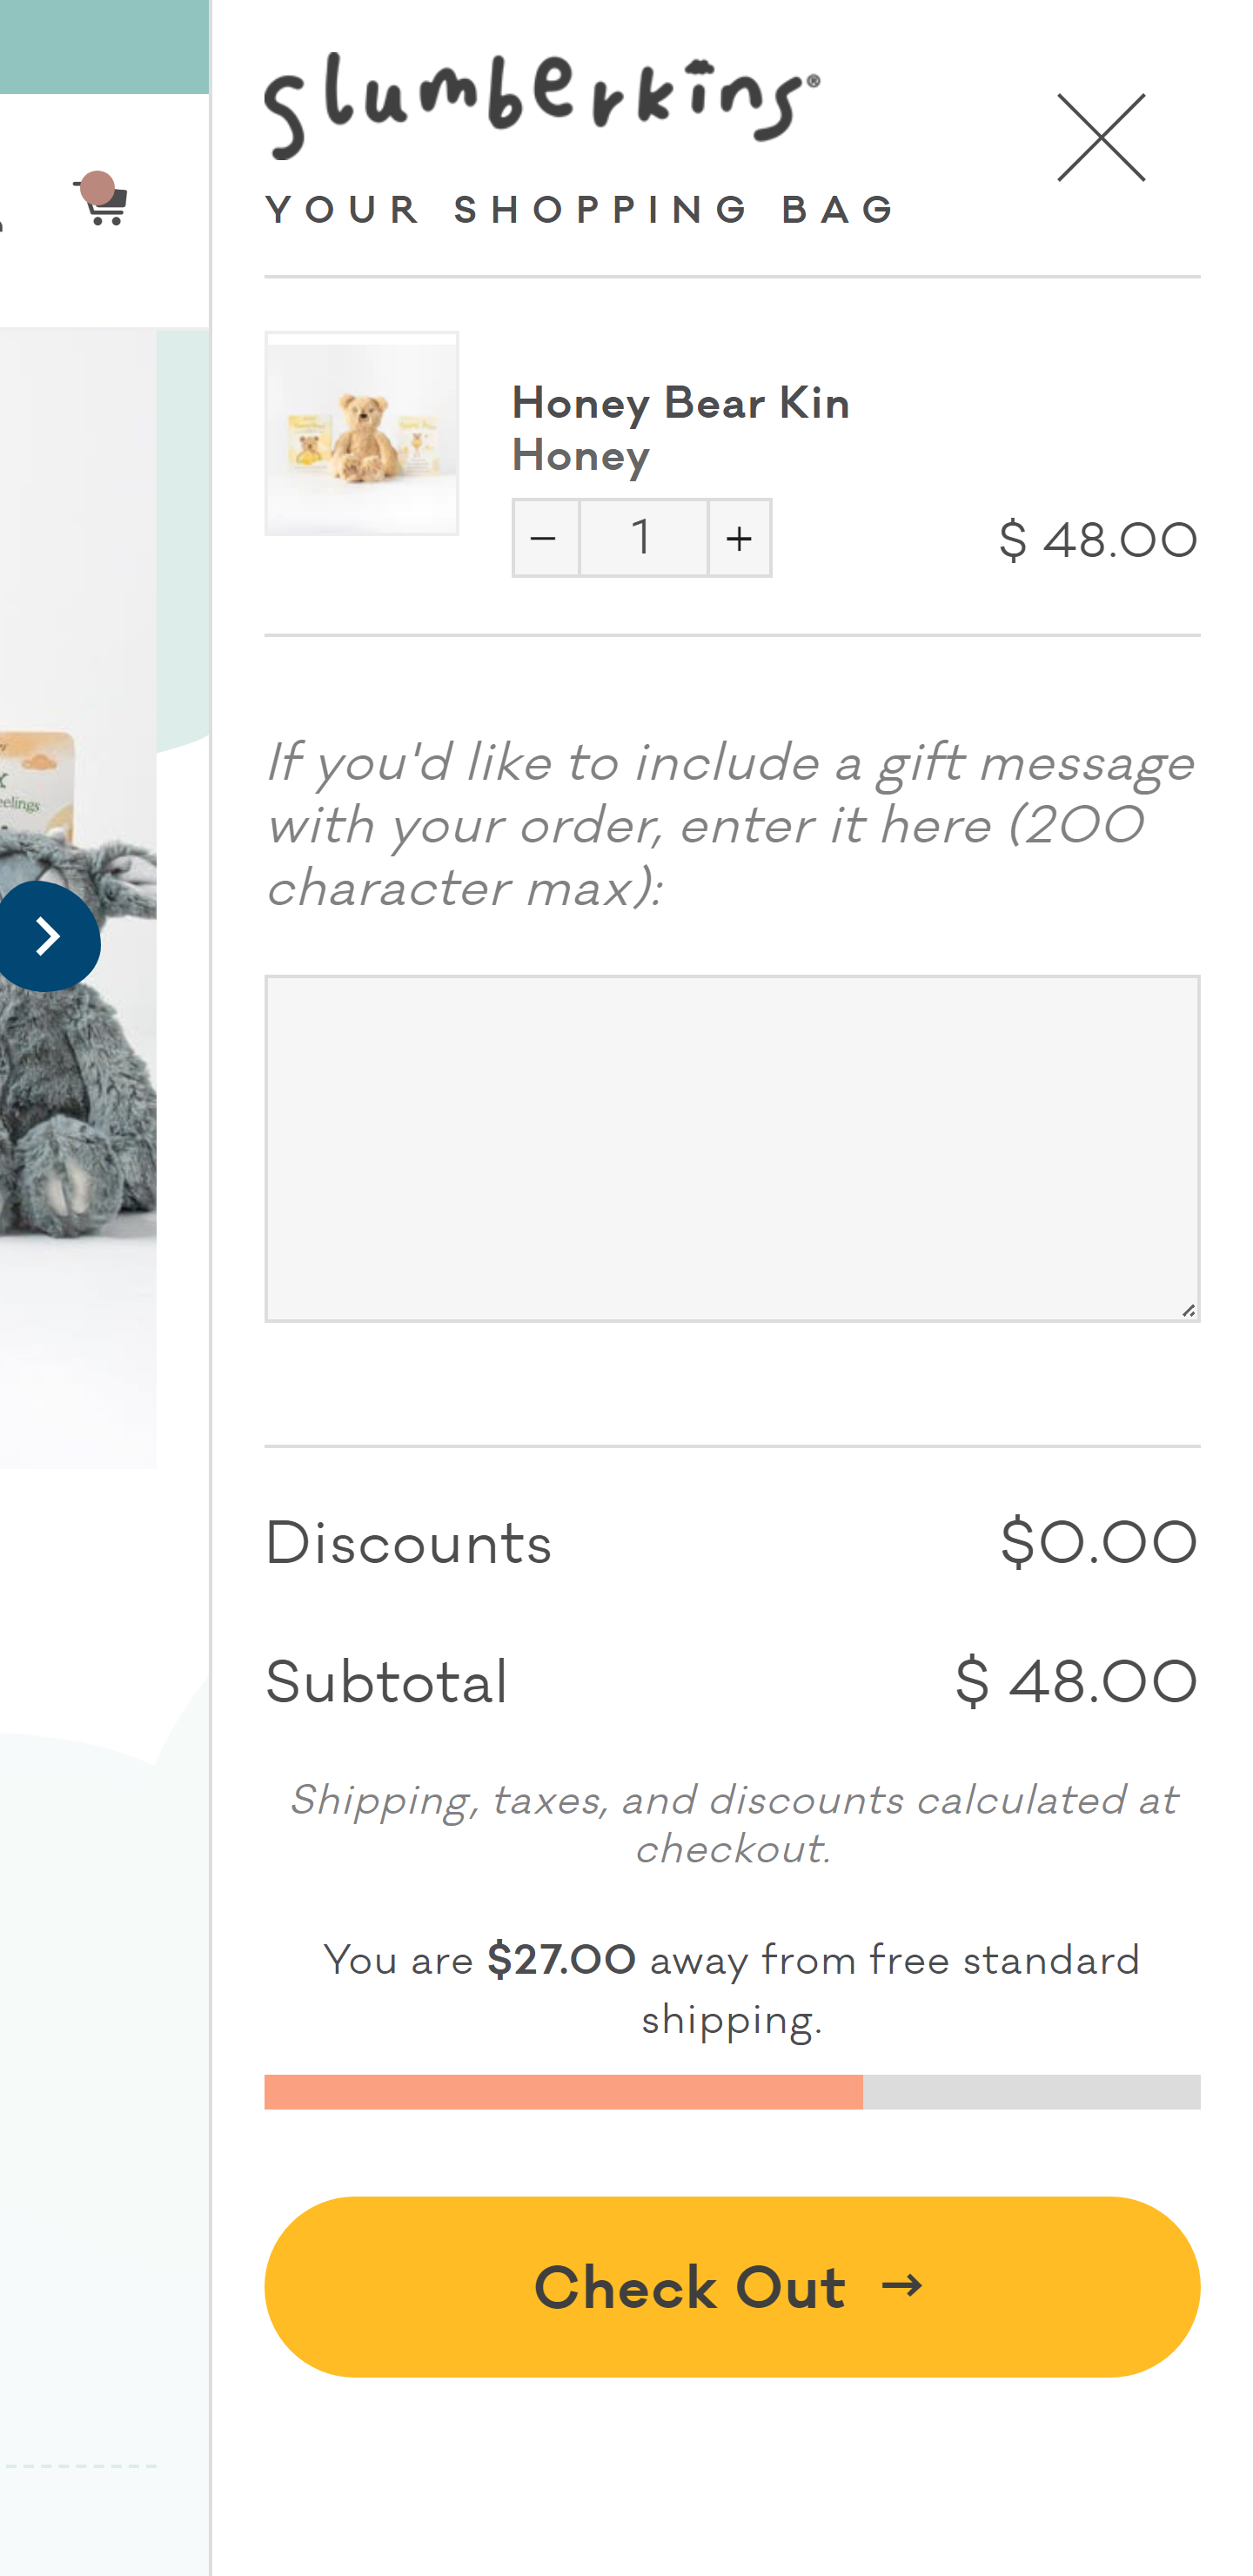 slumberkins®
YOUR SHOPPING BAG
Honey Bear Kin
Honey
− 1 +
$ 48.00
If you'd like to include a gift message
with your order, enter it here (200
character max):
eelings
Discounts $0.00
Subtotal $ 48.00
Shipping, taxes, and discounts calculated at
checkout.
You are $27.00 away from free standard
shipping.
Check Out →